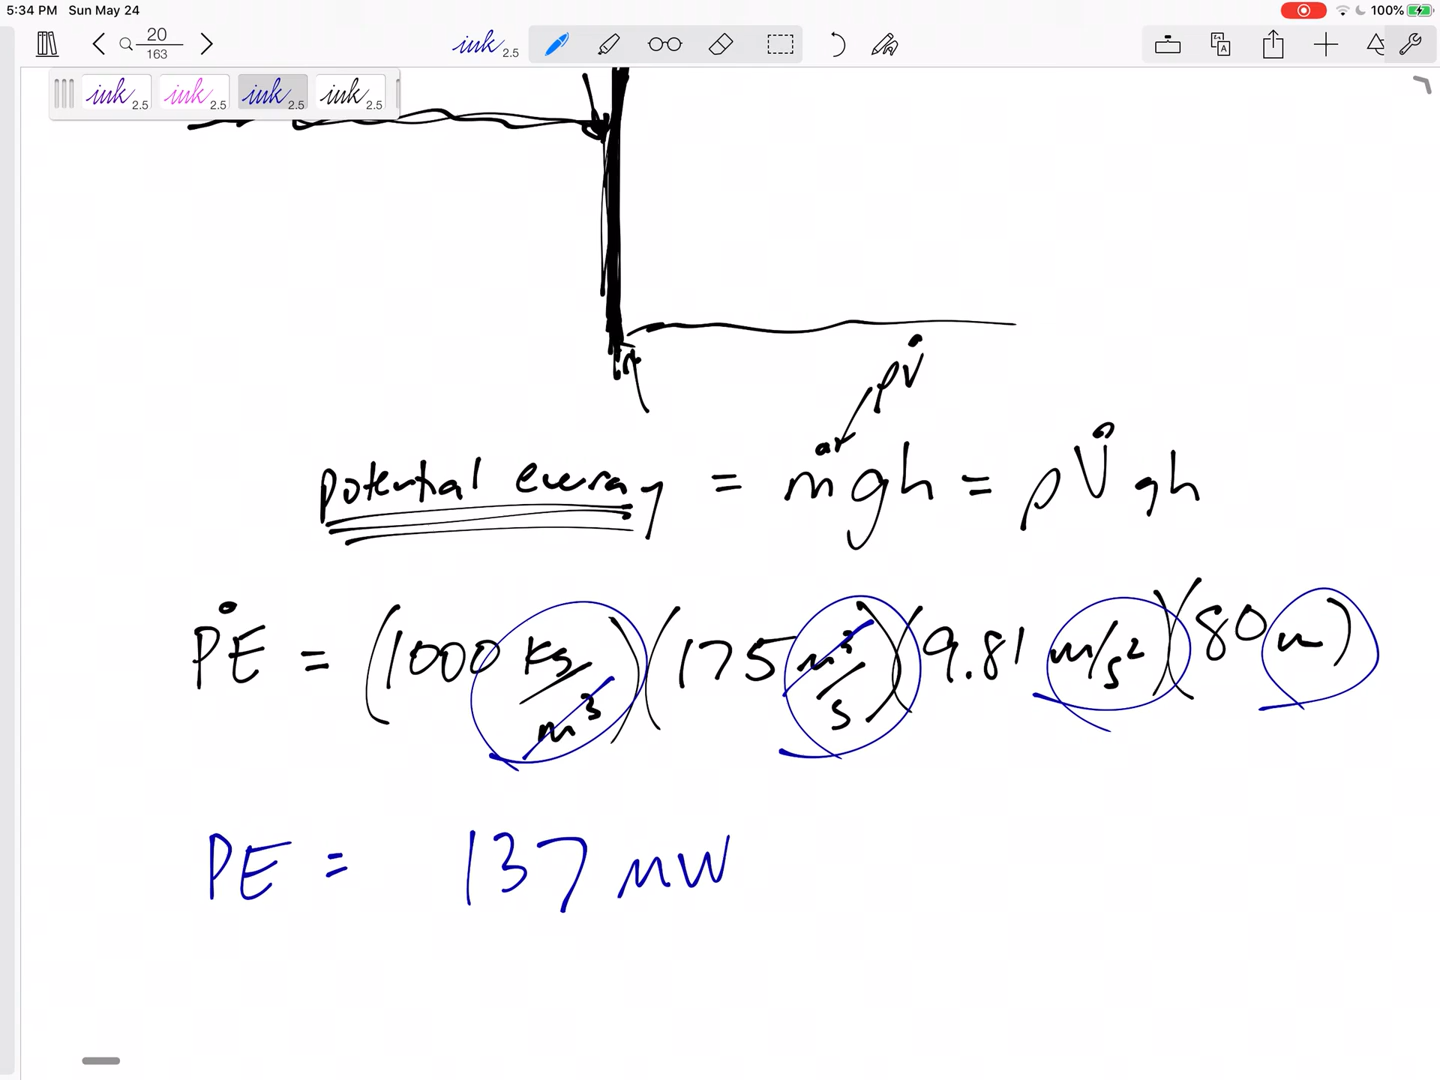 5:34 PM Sun May 24 100%
20
163
ink 2.5
ink 2.5 ink 2.5 ink 2.5 ink 2.5
ρV̇
potential energy = ṁgh = ρV̇gh
ṖE = (1000 kg/m³)(175 m³/s)(9.81 m/s²)(80 m)
PE = 137 MW